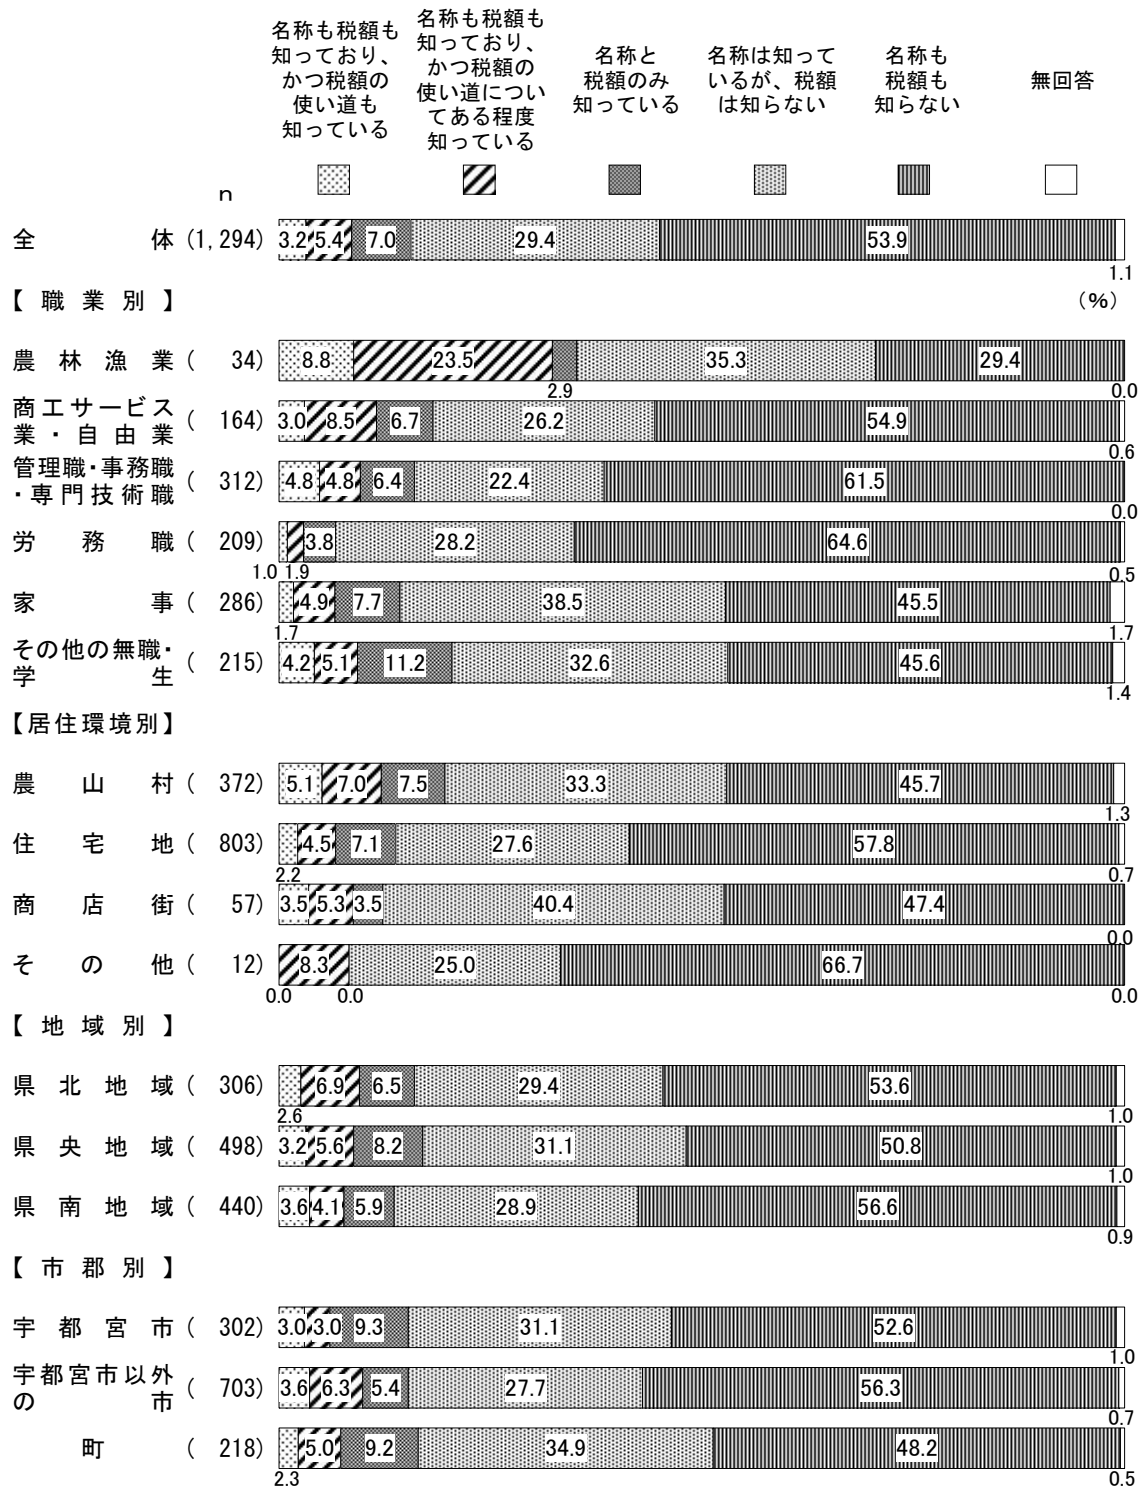 名称も税額も
知っており、
かつ税額の
使い道も
知っている
名称も税額も
知っており、
かつ税額の
使い道につい
てある程度
知っている
名称と
税額のみ
知っている
名称は知って
いるが、税額
は知らない
名称も
税額も
知らない
無回答
n
全体(1,294) 3.2 5.4 7.0 29.4 53.9
1.1
【職業別】 (%)
農林漁業( 34) 8.8 23.5 35.3 29.4
2.9 0.0
商工サービス
業・自由業( 164) 3.0 8.5 6.7 26.2 54.9
0.6
管理職・事務職
・専門技術職( 312) 4.8 4.8 6.4 22.4 61.5
0.0
労務職( 209) 3.8 28.2 64.6
1.0 1.9 0.5
家事( 286) 4.9 7.7 38.5 45.5
1.7 1.7
その他の無職・
学生( 215) 4.2 5.1 11.2 32.6 45.6
1.4
【居住環境別】
農山村( 372) 5.1 7.0 7.5 33.3 45.7
1.3
住宅地( 803) 4.5 7.1 27.6 57.8
2.2 0.7
商店街( 57) 3.5 5.3 3.5 40.4 47.4
0.0
その他( 12) 8.3 25.0 66.7
0.0 0.0 0.0
【地域別】
県北地域( 306) 6.9 6.5 29.4 53.6
2.6 1.0
県央地域( 498) 3.2 5.6 8.2 31.1 50.8
1.0
県南地域( 440) 3.6 4.1 5.9 28.9 56.6
0.9
【市郡別】
宇都宮市( 302) 3.0 3.0 9.3 31.1 52.6
1.0
宇都宮市以外
の市( 703) 3.6 6.3 5.4 27.7 56.3
0.7
町( 218) 5.0 9.2 34.9 48.2
2.3 0.5